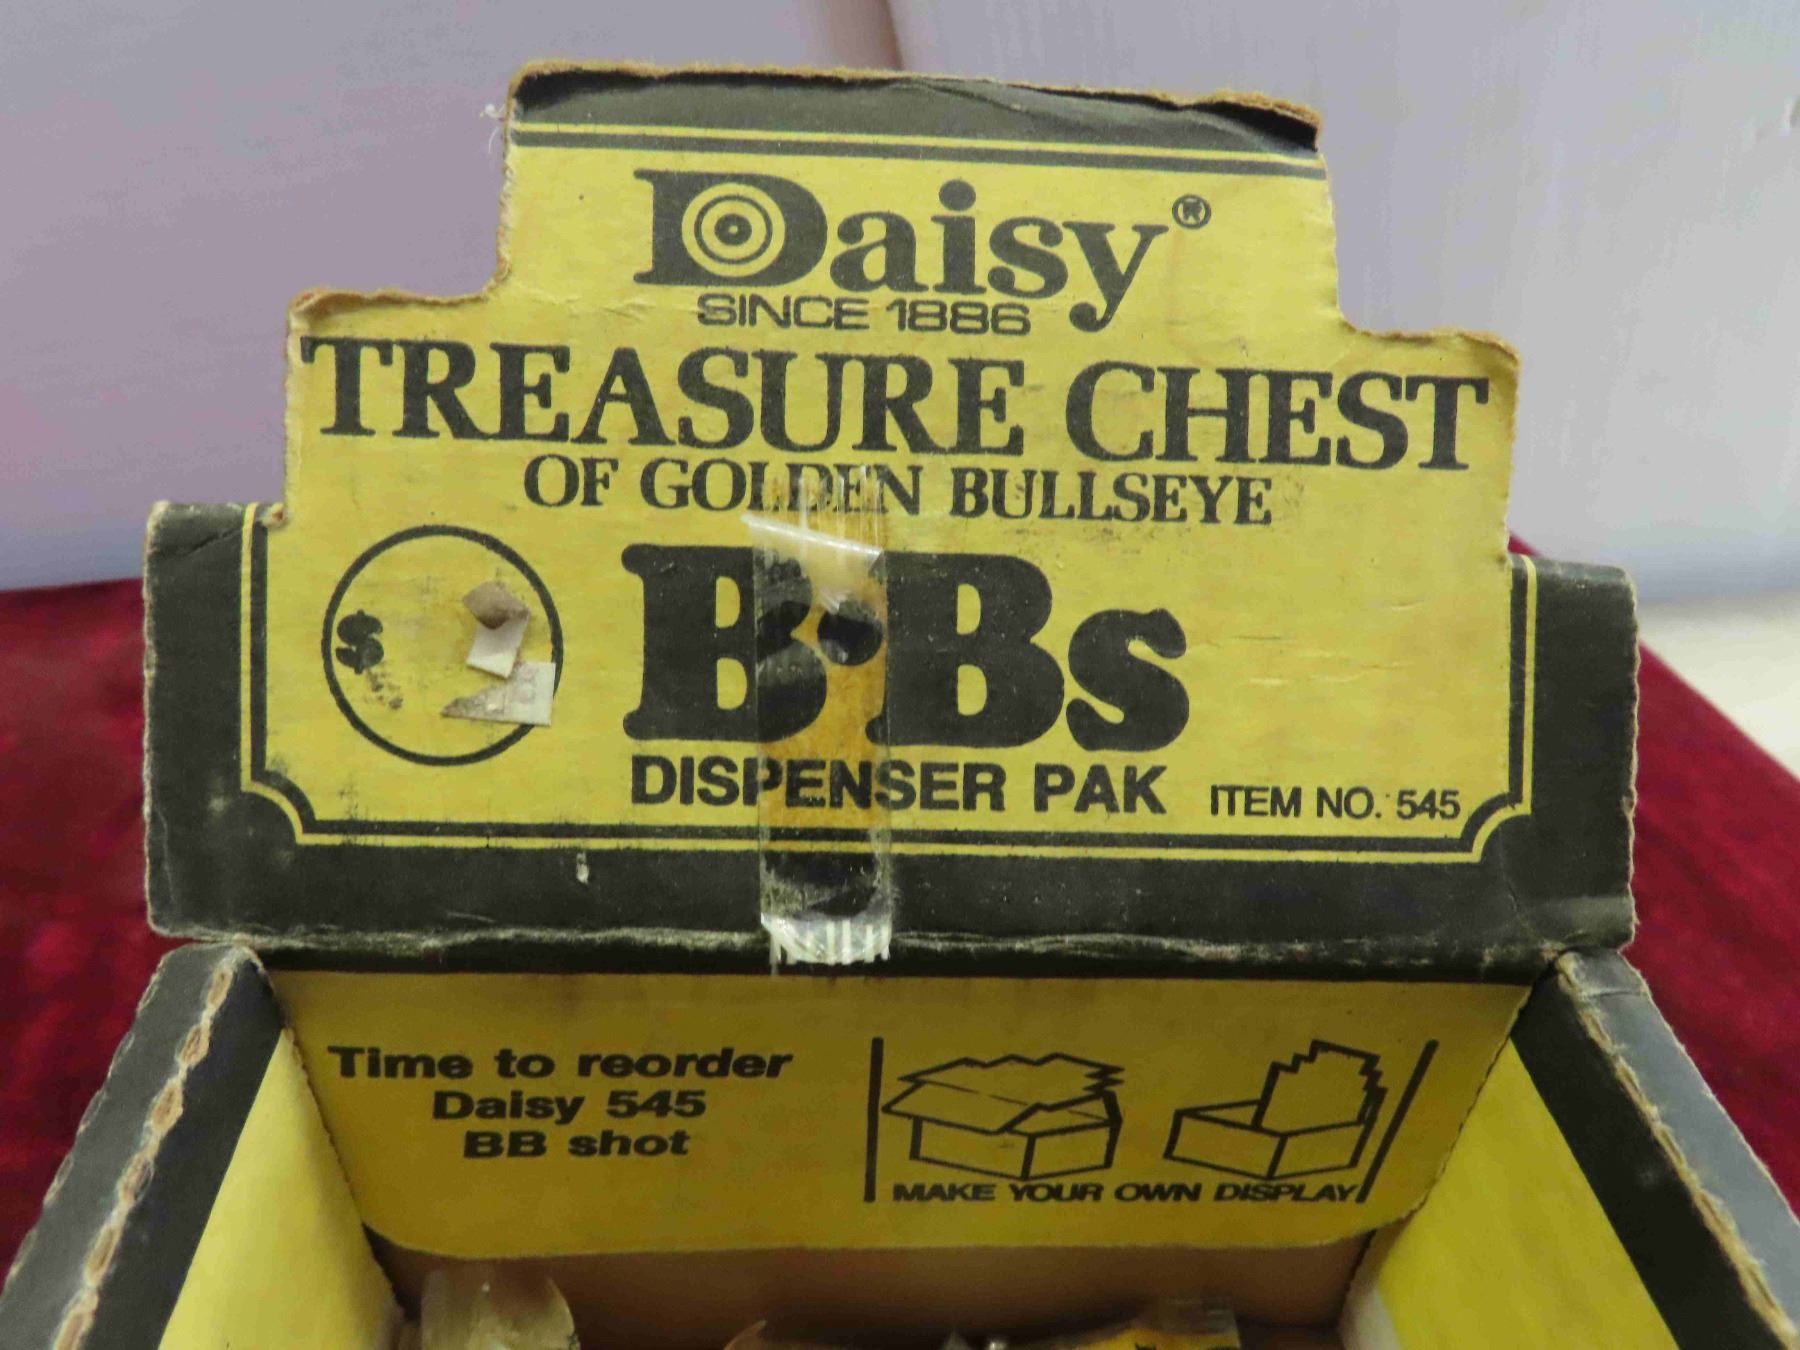 Daisy®
SINCE 1886
TREASURE CHEST
OF GOLDEN BULLSEYE
$
B•Bs
DISPENSER PAK
ITEM NO. 545
Time to reorder
Daisy 545
BB shot
MAKE YOUR OWN DISPLAY